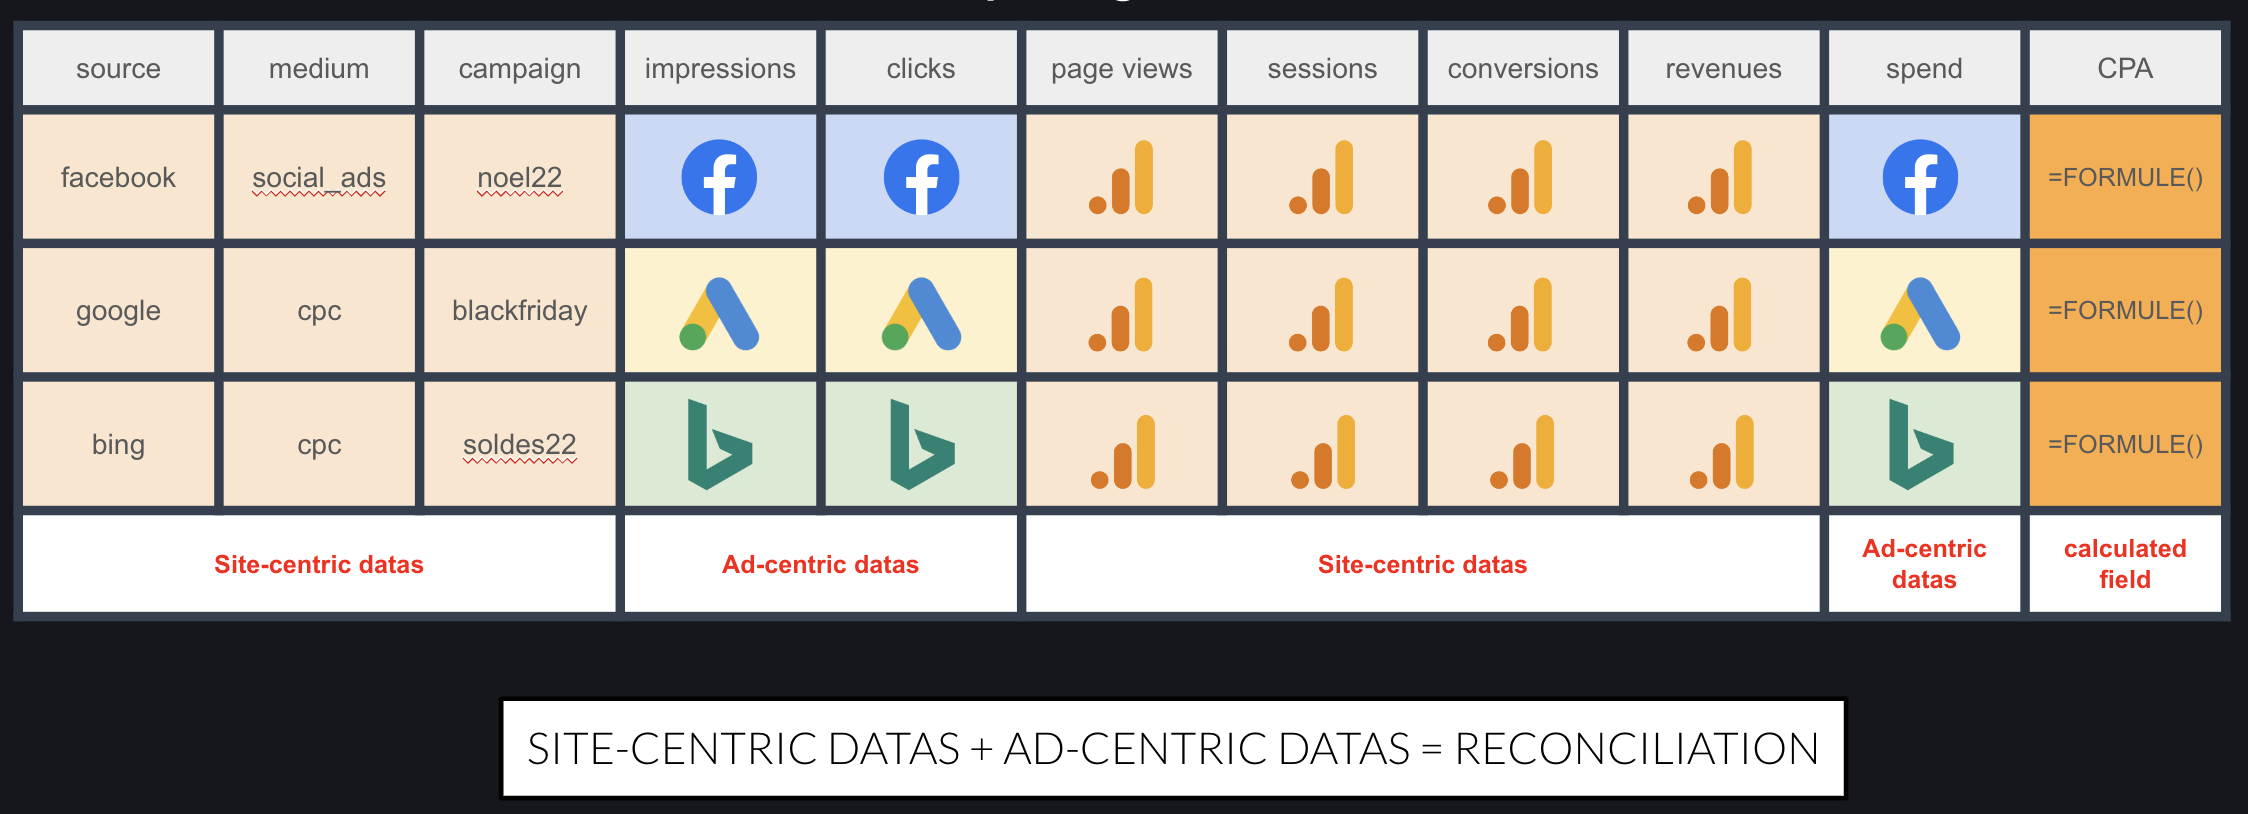 source medium campaign impressions clicks page views sessions conversions revenues spend CPA
facebook social_ads noel22 =FORMULE()
google cpc blackfriday =FORMULE()
bing cpc soldes22 =FORMULE()
Site-centric datas Ad-centric datas Site-centric datas Ad-centric datas calculated field
SITE-CENTRIC DATAS + AD-CENTRIC DATAS = RECONCILIATION